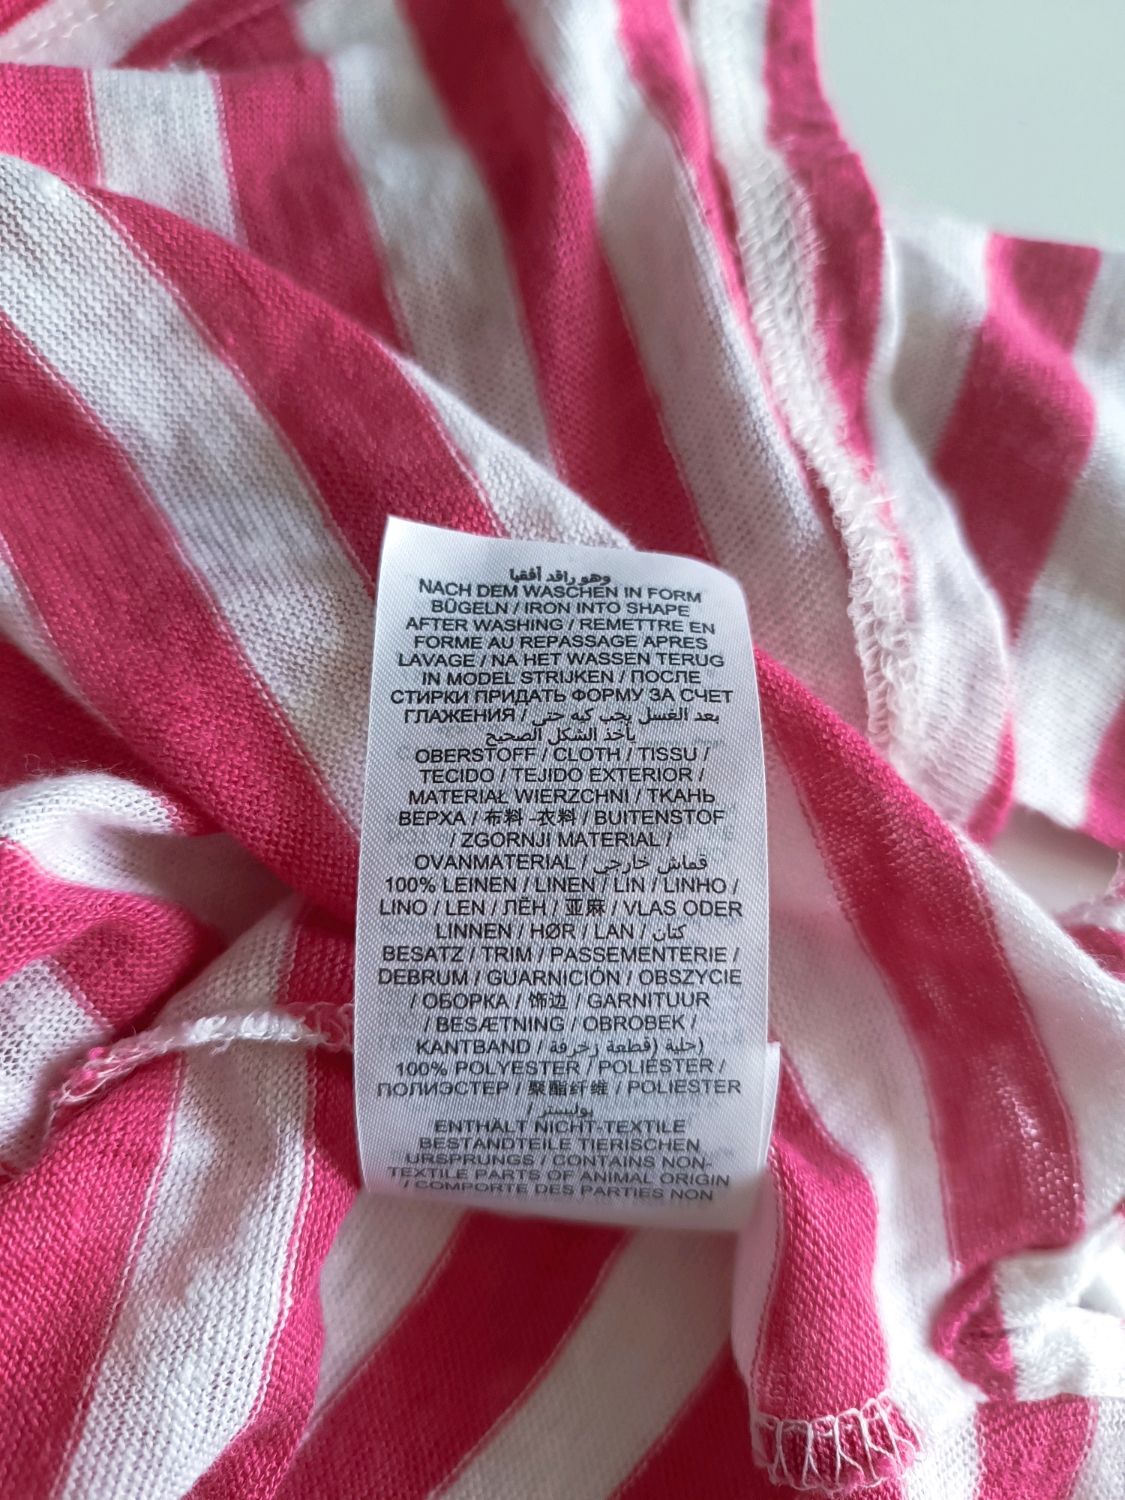 وهو راقد أفقيا
NACH DEM WASCHEN IN FORM
BÜGELN / IRON INTO SHAPE
AFTER WASHING / REMETTRE EN
FORME AU REPASSAGE APRES
LAVAGE / NA HET WASSEN TERUG
IN MODEL STRIJKEN / ПОСЛЕ
СТИРКИ ПРИДАТЬ ФОРМУ ЗА СЧЕТ
ГЛАЖЕНИЯ / بعد الغسل يجب كيه حتى
يأخذ الشكل الصحيح
OBERSTOFF / CLOTH / TISSU /
TECIDO / TEJIDO EXTERIOR /
MATERIAŁ WIERZCHNI / ТКАНЬ
ВЕРХА / 布料 -衣料 / BUITENSTOF
/ ZGORNJI MATERIAL /
OVANMATERIAL / قماش خارجي
100% LEINEN / LINEN / LIN / LINHO /
LINO / LEN / ЛЁН / 亚麻 / VLAS ODER
LINNEN / HØR / LAN / كتان
BESATZ / TRIM / PASSEMENTERIE /
DEBRUM / GUARNICIÓN / OBSZYCIE
/ ОБОРКА / 饰边 / GARNITUUR
/ BESÆTNING / OBROBEK /
KANTBAND / حلية (قطعة زخرفة)
100% POLYESTER / POLIÉSTER /
ПОЛИЭСТЕР / 聚酯纤维 / POLIESTER
/ بوليستر
ENTHÄLT NICHT-TEXTILE
BESTANDTEILE TIERISCHEN
URSPRUNGS / CONTAINS NON-
TEXTILE PARTS OF ANIMAL ORIGIN
/ COMPORTE DES PARTIES NON